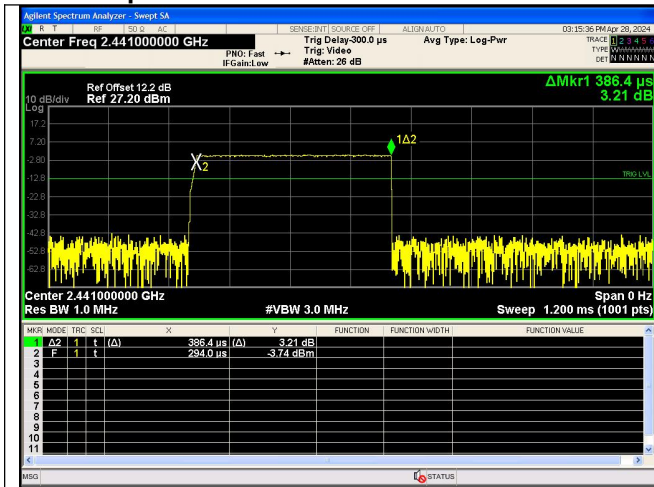 Agilent Spectrum Analyzer - Swept SA
R T RF 50 Ω AC SENSE:INT SOURCE OFF ALIGN AUTO 03:15:36 PM Apr 28, 2024
Center Freq 2.441000000 GHz Trig Delay-300.0 µs Avg Type: Log-Pwr TRACE 1 2 3 4 5
PNO: Fast Trig: Video TYPE
IFGain:Low #Atten: 26 dB DET N N N N N
Ref Offset 12.2 dB ΔMkr1 386.4 µs
10 dB/div Ref 27.20 dBm 3.21 dB
Log
17.2
7.20 1Δ2
-2.80 X2
-12.8 TRIG LVL
-22.8
-32.8
-42.8
-52.8
-62.8
Center 2.441000000 GHz Span 0 Hz
Res BW 1.0 MHz #VBW 3.0 MHz Sweep 1.200 ms (1001 pts)
MKR MODE TRC SCL X Y FUNCTION FUNCTION WIDTH FUNCTION VALUE
1 Δ2 1 t (Δ) 386.4 µs (Δ) 3.21 dB
2 F 1 t 294.0 µs -3.74 dBm
3
4
5
6
7
8
9
10
11
MSG STATUS